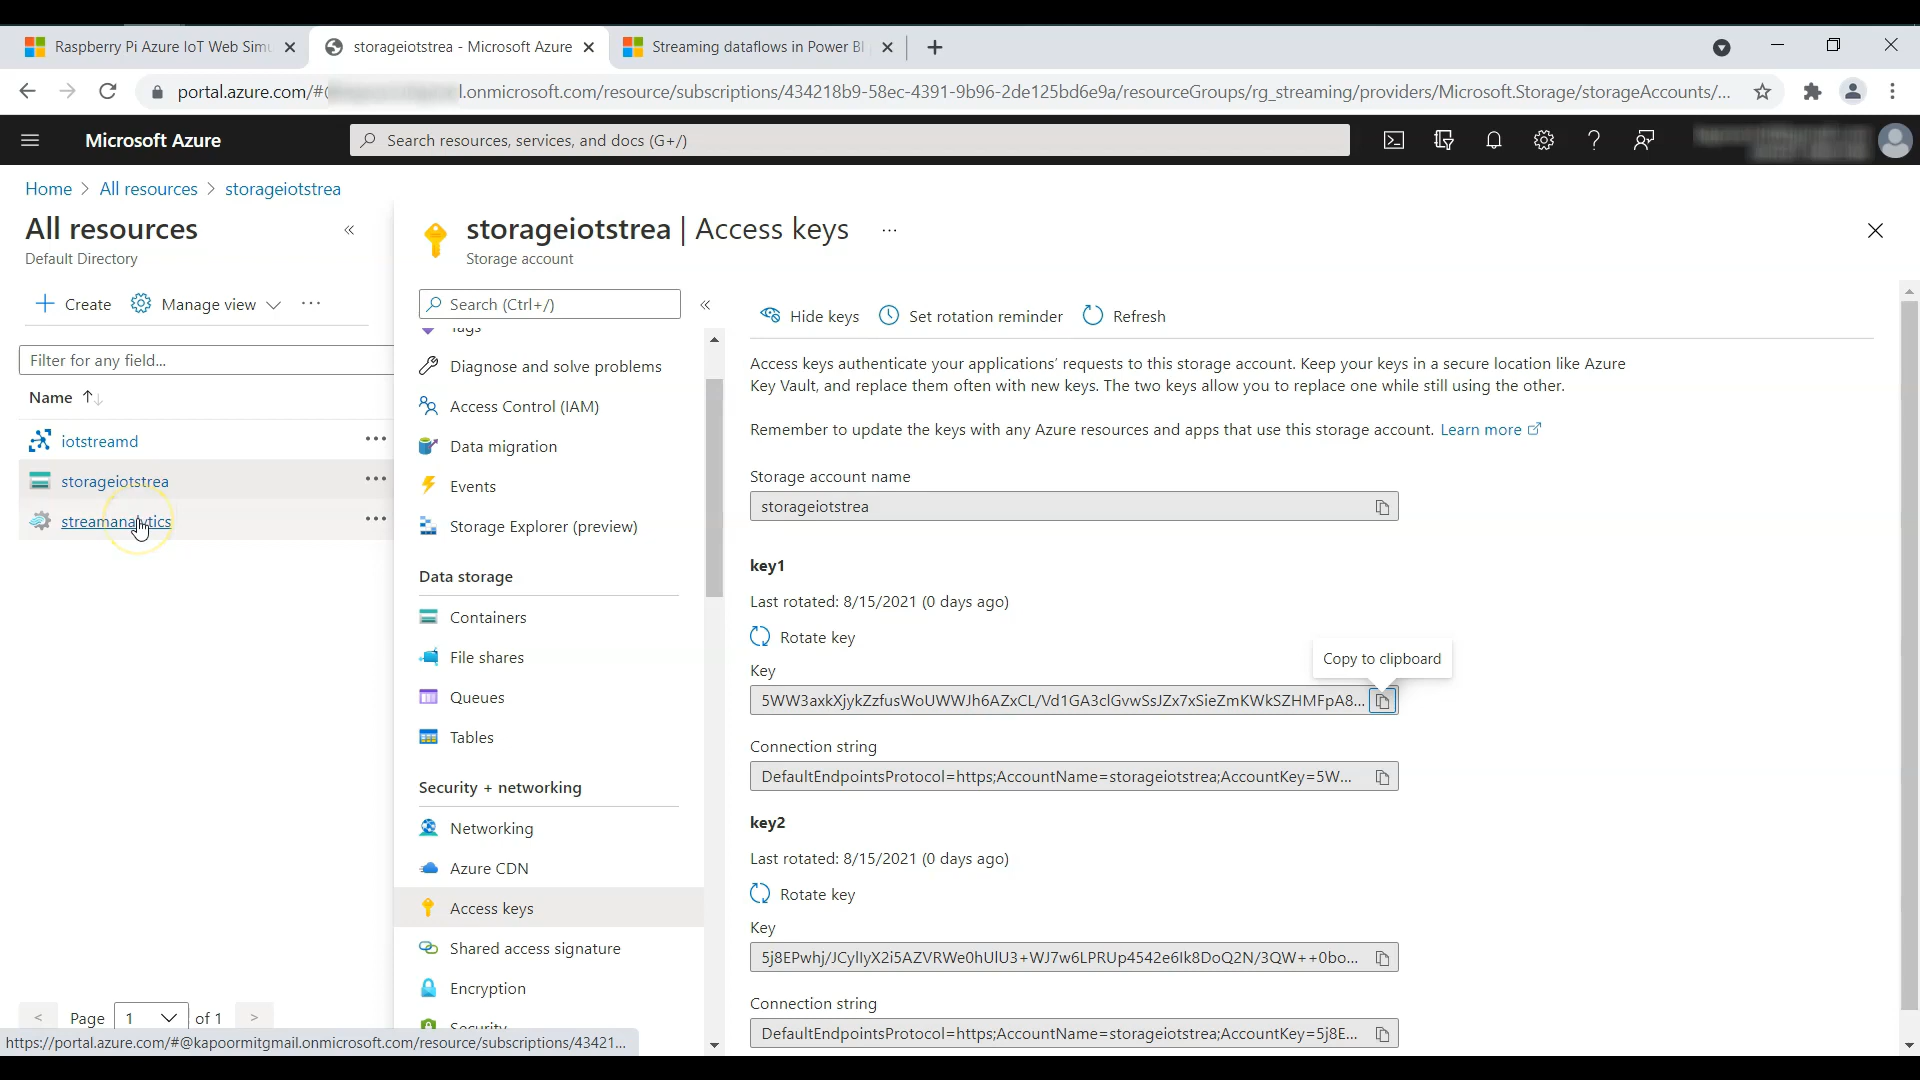 Raspberry Pi Azure IoT Web Simu
storageiotstrea - Microsoft Azure
Streaming dataflows in Power BI
portal.azure.com/#@ l.onmicrosoft.com/resource/subscriptions/434218b9-58ec-4391-9b96-2de125bd6e9a/resourceGroups/rg_streaming/providers/Microsoft.Storage/storageAccounts/...
Microsoft Azure
Search resources, services, and docs (G+/)
Home > All resources > storageiotstrea
All resources
Default Directory
Create
Manage view
Filter for any field...
Name
iotstreamd
storageiotstrea
streamanalytics
Page 1 of 1
https://portal.azure.com/#@kapoormitgmail.onmicrosoft.com/resource/subscriptions/43421...
storageiotstrea | Access keys
Storage account
Search (Ctrl+/)
Tags
Diagnose and solve problems
Access Control (IAM)
Data migration
Events
Storage Explorer (preview)
Data storage
Containers
File shares
Queues
Tables
Security + networking
Networking
Azure CDN
Access keys
Shared access signature
Encryption
Security
Hide keys
Set rotation reminder
Refresh
Access keys authenticate your applications' requests to this storage account. Keep your keys in a secure location like Azure
Key Vault, and replace them often with new keys. The two keys allow you to replace one while still using the other.
Remember to update the keys with any Azure resources and apps that use this storage account. Learn more
Storage account name
storageiotstrea
key1
Last rotated: 8/15/2021 (0 days ago)
Rotate key
Copy to clipboard
Key
5WW3axkXjykZzfusWoUWWJh6AZxCL/Vd1GA3clGvwSsJZx7xSieZmKWkSZHMFpA8...
Connection string
DefaultEndpointsProtocol=https;AccountName=storageiotstrea;AccountKey=5W...
key2
Last rotated: 8/15/2021 (0 days ago)
Rotate key
Key
5j8EPwhj/JCylIyX2i5AZVRWe0hUlU3+WJ7w6LPRUp4542e6Ik8DoQ2N/3QW++0bo...
Connection string
DefaultEndpointsProtocol=https;AccountName=storageiotstrea;AccountKey=5j8E...